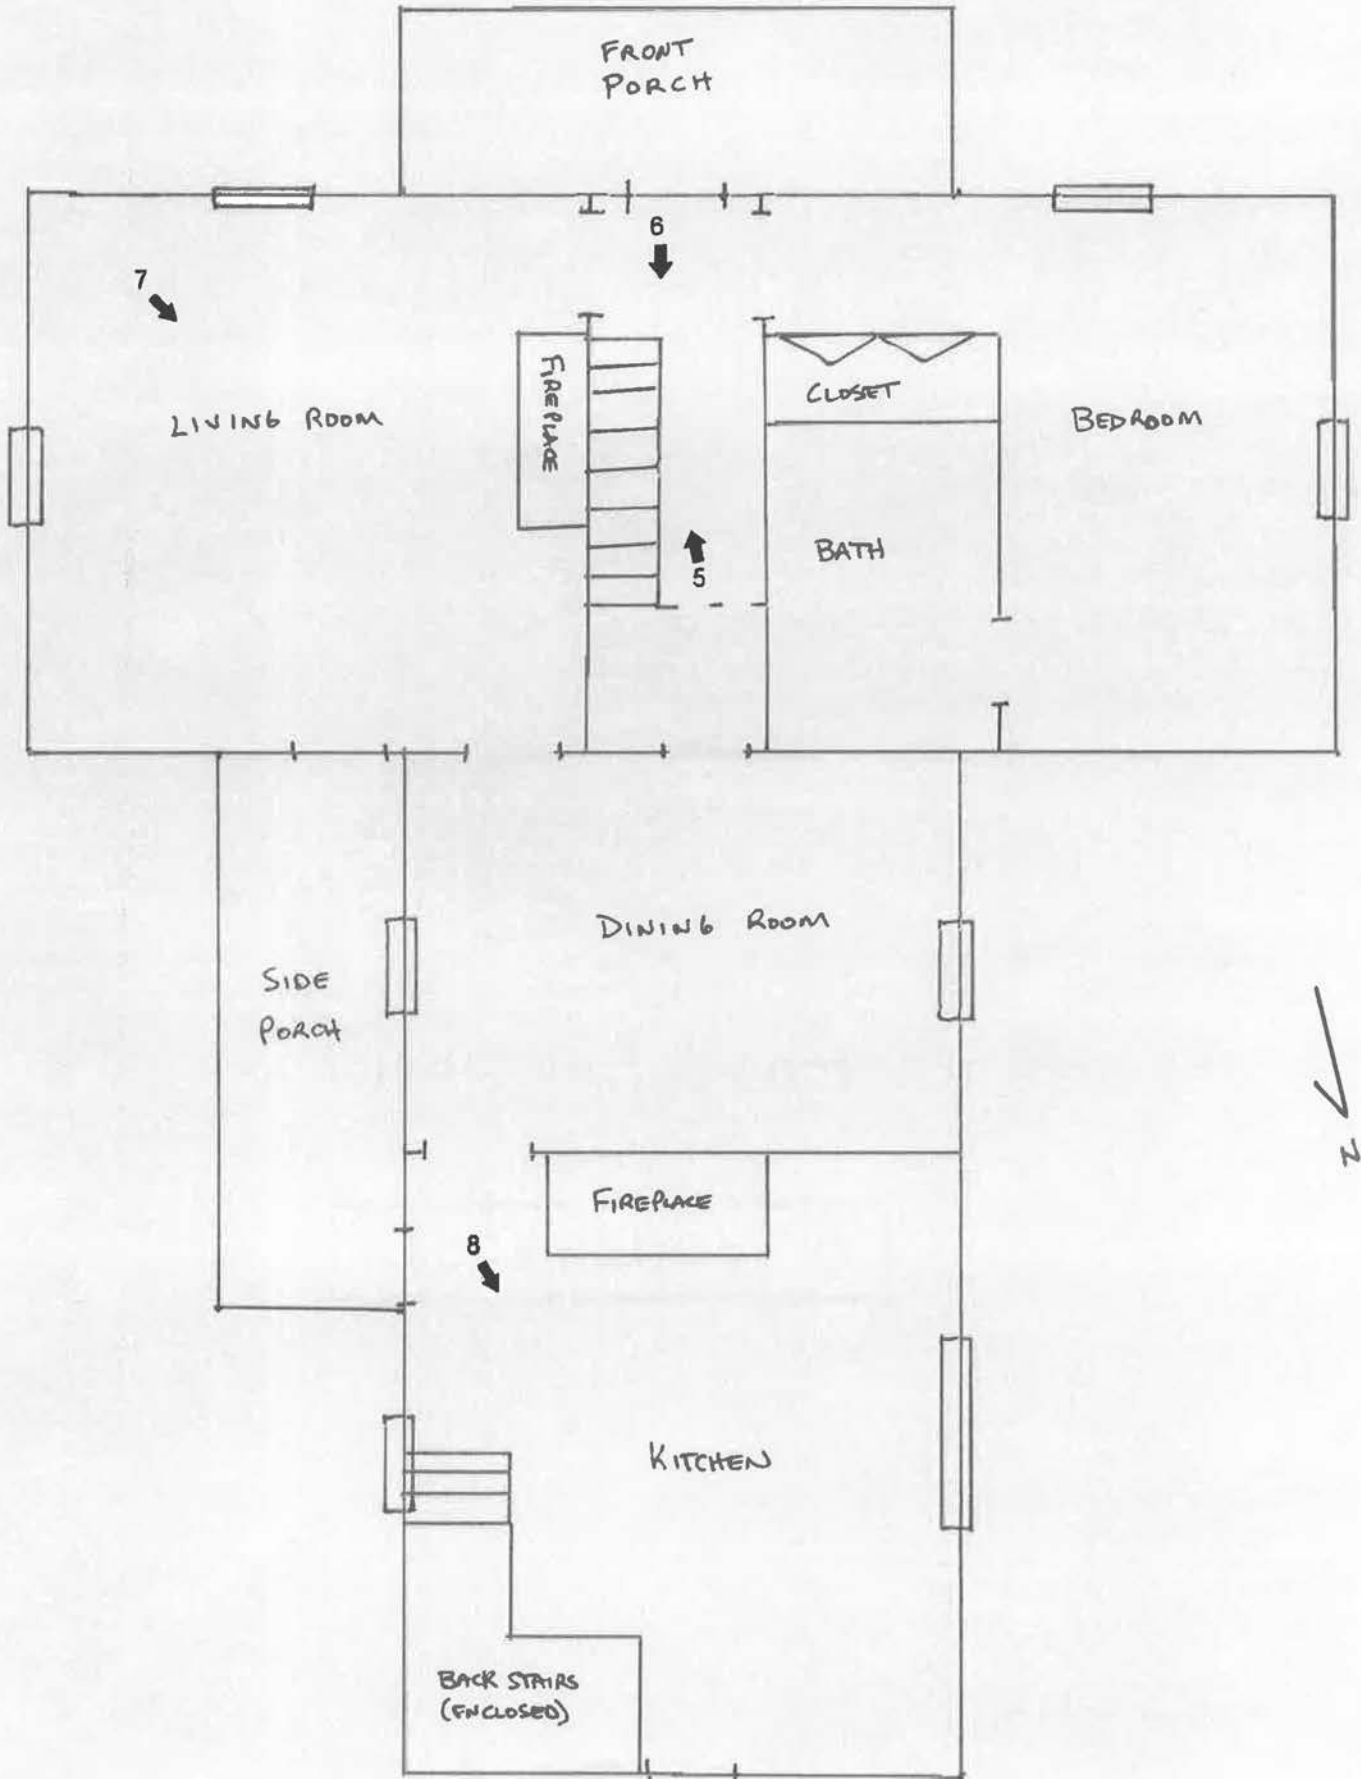 FRONT
PORCH
6
7
FIREPLACE
CLOSET
LIVING ROOM
BEDROOM
BATH
5
DINING ROOM
SIDE
PORCH
N
FIREPLACE
8
KITCHEN
BACK STAIRS
(ENCLOSED)